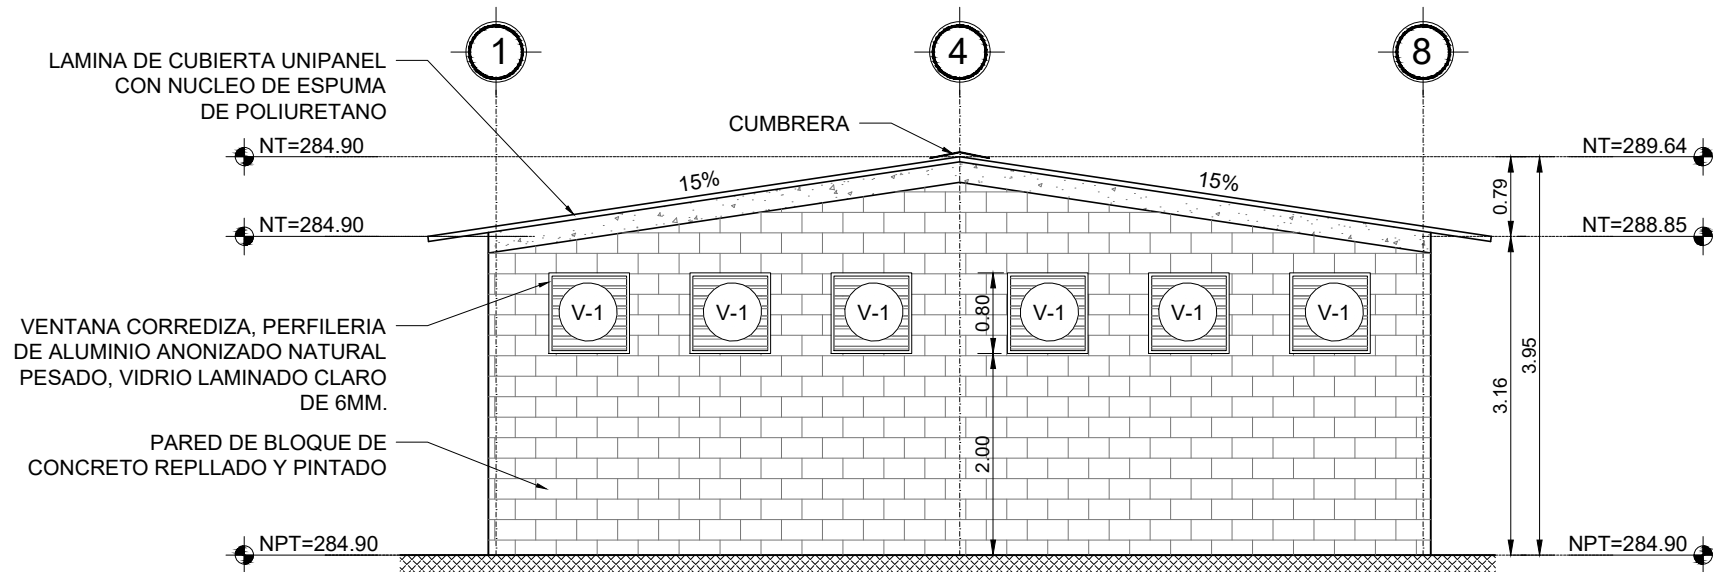 1
4
8
LAMINA DE CUBIERTA UNIPANEL
CON NUCLEO DE ESPUMA
DE POLIURETANO
CUMBRERA
NT=284.90
NT=289.64
15%
15%
0.79
NT=284.90
NT=288.85
V-1
V-1
V-1
V-1
V-1
V-1
0.80
VENTANA CORREDIZA, PERFILERIA
DE ALUMINIO ANONIZADO NATURAL
PESADO, VIDRIO LAMINADO CLARO
DE 6MM.
3.95
3.16
2.00
PARED DE BLOQUE DE
CONCRETO REPLLADO Y PINTADO
NPT=284.90
NPT=284.90